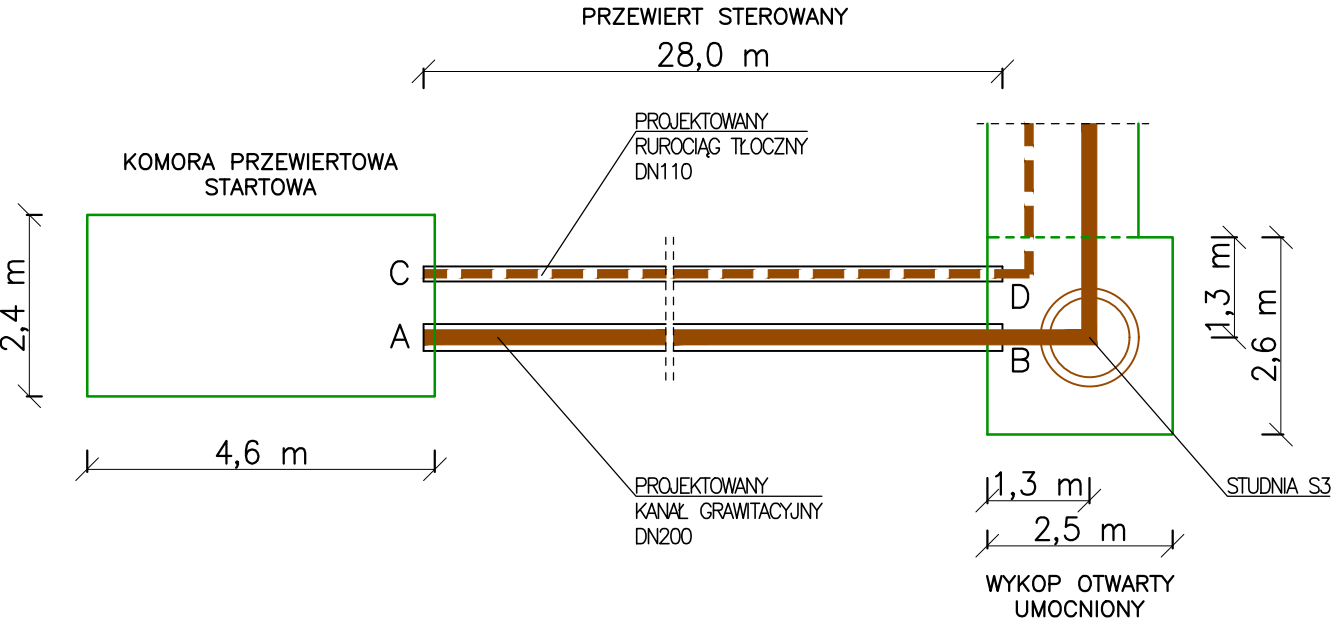 PRZEWIERT STEROWANY
28,0 m
PROJEKTOWANY
RUROCIĄG TŁOCZNY
DN110
KOMORA PRZEWIERTOWA
STARTOWA
2,4 m
C
A
D
B
1,3 m
2,6 m
4,6 m
PROJEKTOWANY
KANAŁ GRAWITACYJNY
DN200
1,3 m
STUDNIA S3
2,5 m
WYKOP OTWARTY
UMOCNIONY